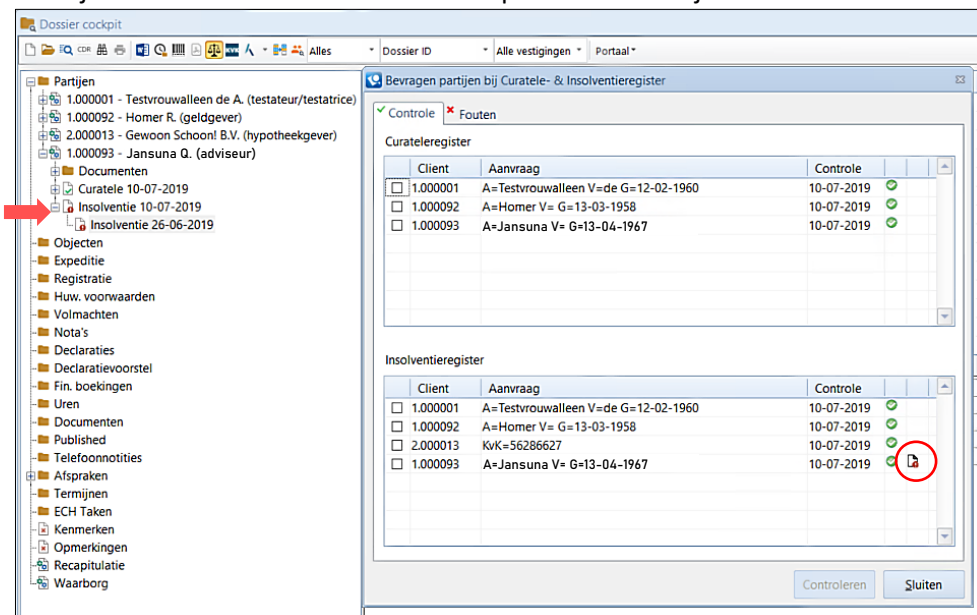 Dossier cockpit
CDR Alles Dossier ID Alle vestigingen Portaal
Partijen
1.000001 - Testvrouwalleen de A. (testateur/testatrice)
1.000092 - Homer R. (geldgever)
2.000013 - Gewoon Schoon! B.V. (hypotheekgever)
1.000093 - Jansuna Q. (adviseur)
Documenten
Curatele 10-07-2019
Insolventie 10-07-2019
Insolventie 26-06-2019
Objecten
Expeditie
Registratie
Huw. voorwaarden
Volmachten
Nota's
Declaraties
Declaratievoorstel
Fin. boekingen
Uren
Documenten
Published
Telefoonnotities
Afspraken
Termijnen
ECH Taken
Kenmerken
Opmerkingen
Recapitulatie
Waarborg
Bevragen partijen bij Curatele- & Insolventieregister
Controle Fouten
Curateleregister
Client Aanvraag Controle
1.000001 A=Testvrouwalleen V=de G=12-02-1960 10-07-2019
1.000092 A=Homer V= G=13-03-1958 10-07-2019
1.000093 A=Jansuna V= G=13-04-1967 10-07-2019
Insolventieregister
Client Aanvraag Controle
1.000001 A=Testvrouwalleen V=de G=12-02-1960 10-07-2019
1.000092 A=Homer V= G=13-03-1958 10-07-2019
2.000013 KvK=56286627 10-07-2019
1.000093 A=Jansuna V= G=13-04-1967 10-07-2019
Controleren Sluiten